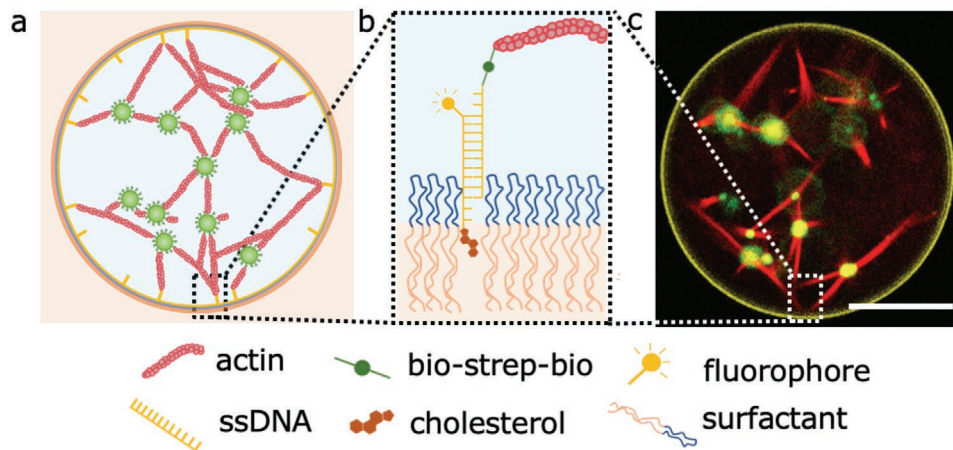 a
b
c
actin
bio-strep-bio
fluorophore
ssDNA
cholesterol
surfactant